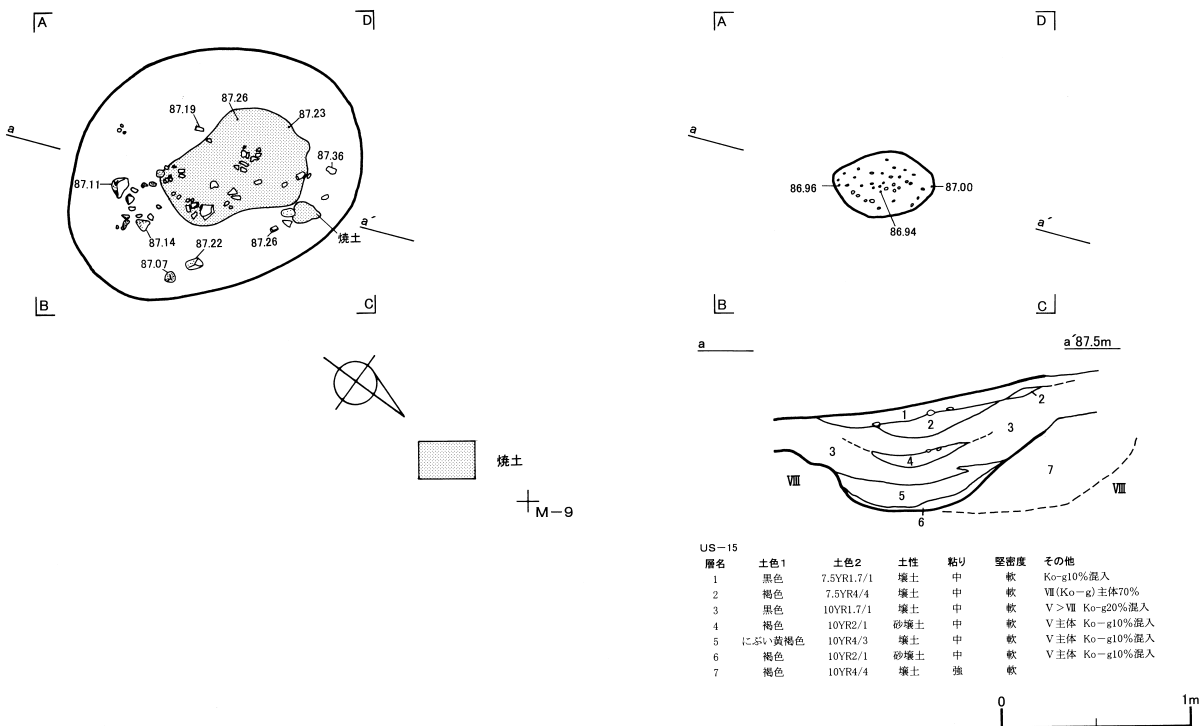 A D
87.26
87.19 87.23
a
87.36
87.11
a´
焼土
87.14 87.22 87.26
87.07
B C
焼土
M-9
A D
a
86.96 87.00
86.94
a´
B C
a a´87.5m
1 2 2
3 3
4
7
Ⅷ Ⅷ
5
6
US-15
層名 土色1 土色2 土性 粘り 堅密度 その他
1 黒色 7.5YR1.7/1 壌土 中 軟 Ko-g10%混入
2 褐色 7.5YR4/4 壌土 中 軟 Ⅶ(Ko-g)主体70%
3 黒色 10YR1.7/1 壌土 中 軟 Ⅴ>Ⅶ Ko-g20%混入
4 褐色 10YR2/1 砂壌土 中 軟 Ⅴ主体 Ko-g10%混入
5 にぶい黄褐色 10YR4/3 壌土 中 軟 Ⅴ主体 Ko-g10%混入
6 褐色 10YR2/1 砂壌土 中 軟 Ⅴ主体 Ko-g10%混入
7 褐色 10YR4/4 壌土 強 軟
0 1m